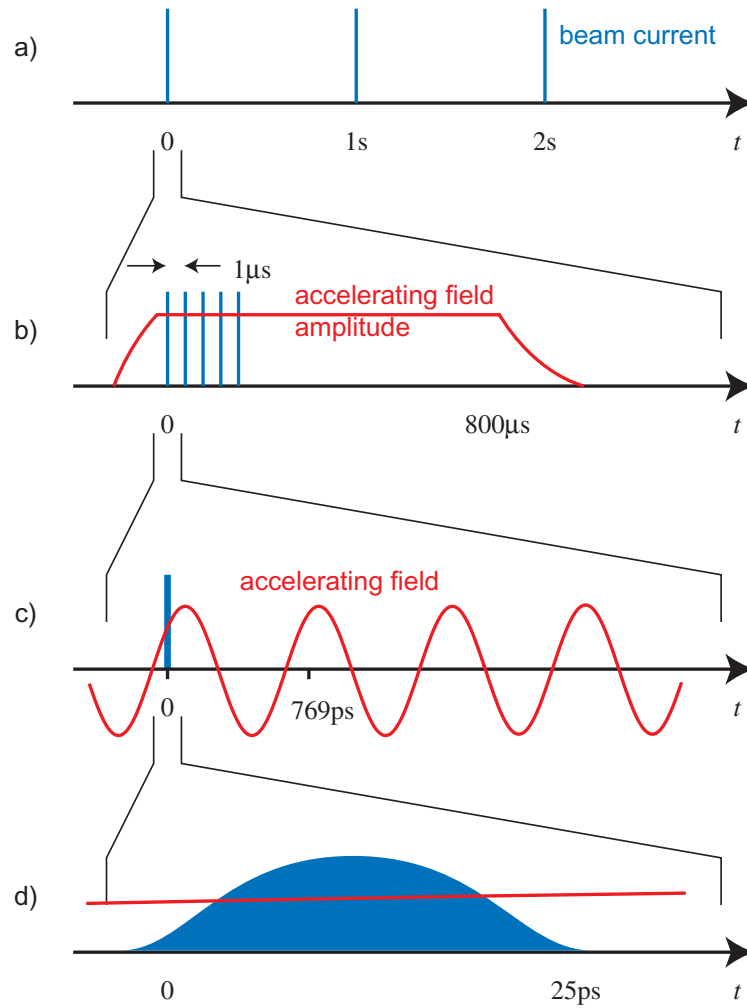 a)
beam current
0 1s 2s t
1μs
accelerating field
amplitude
b)
0 800μs t
accelerating field
c)
0 769ps t
d)
0 25ps t